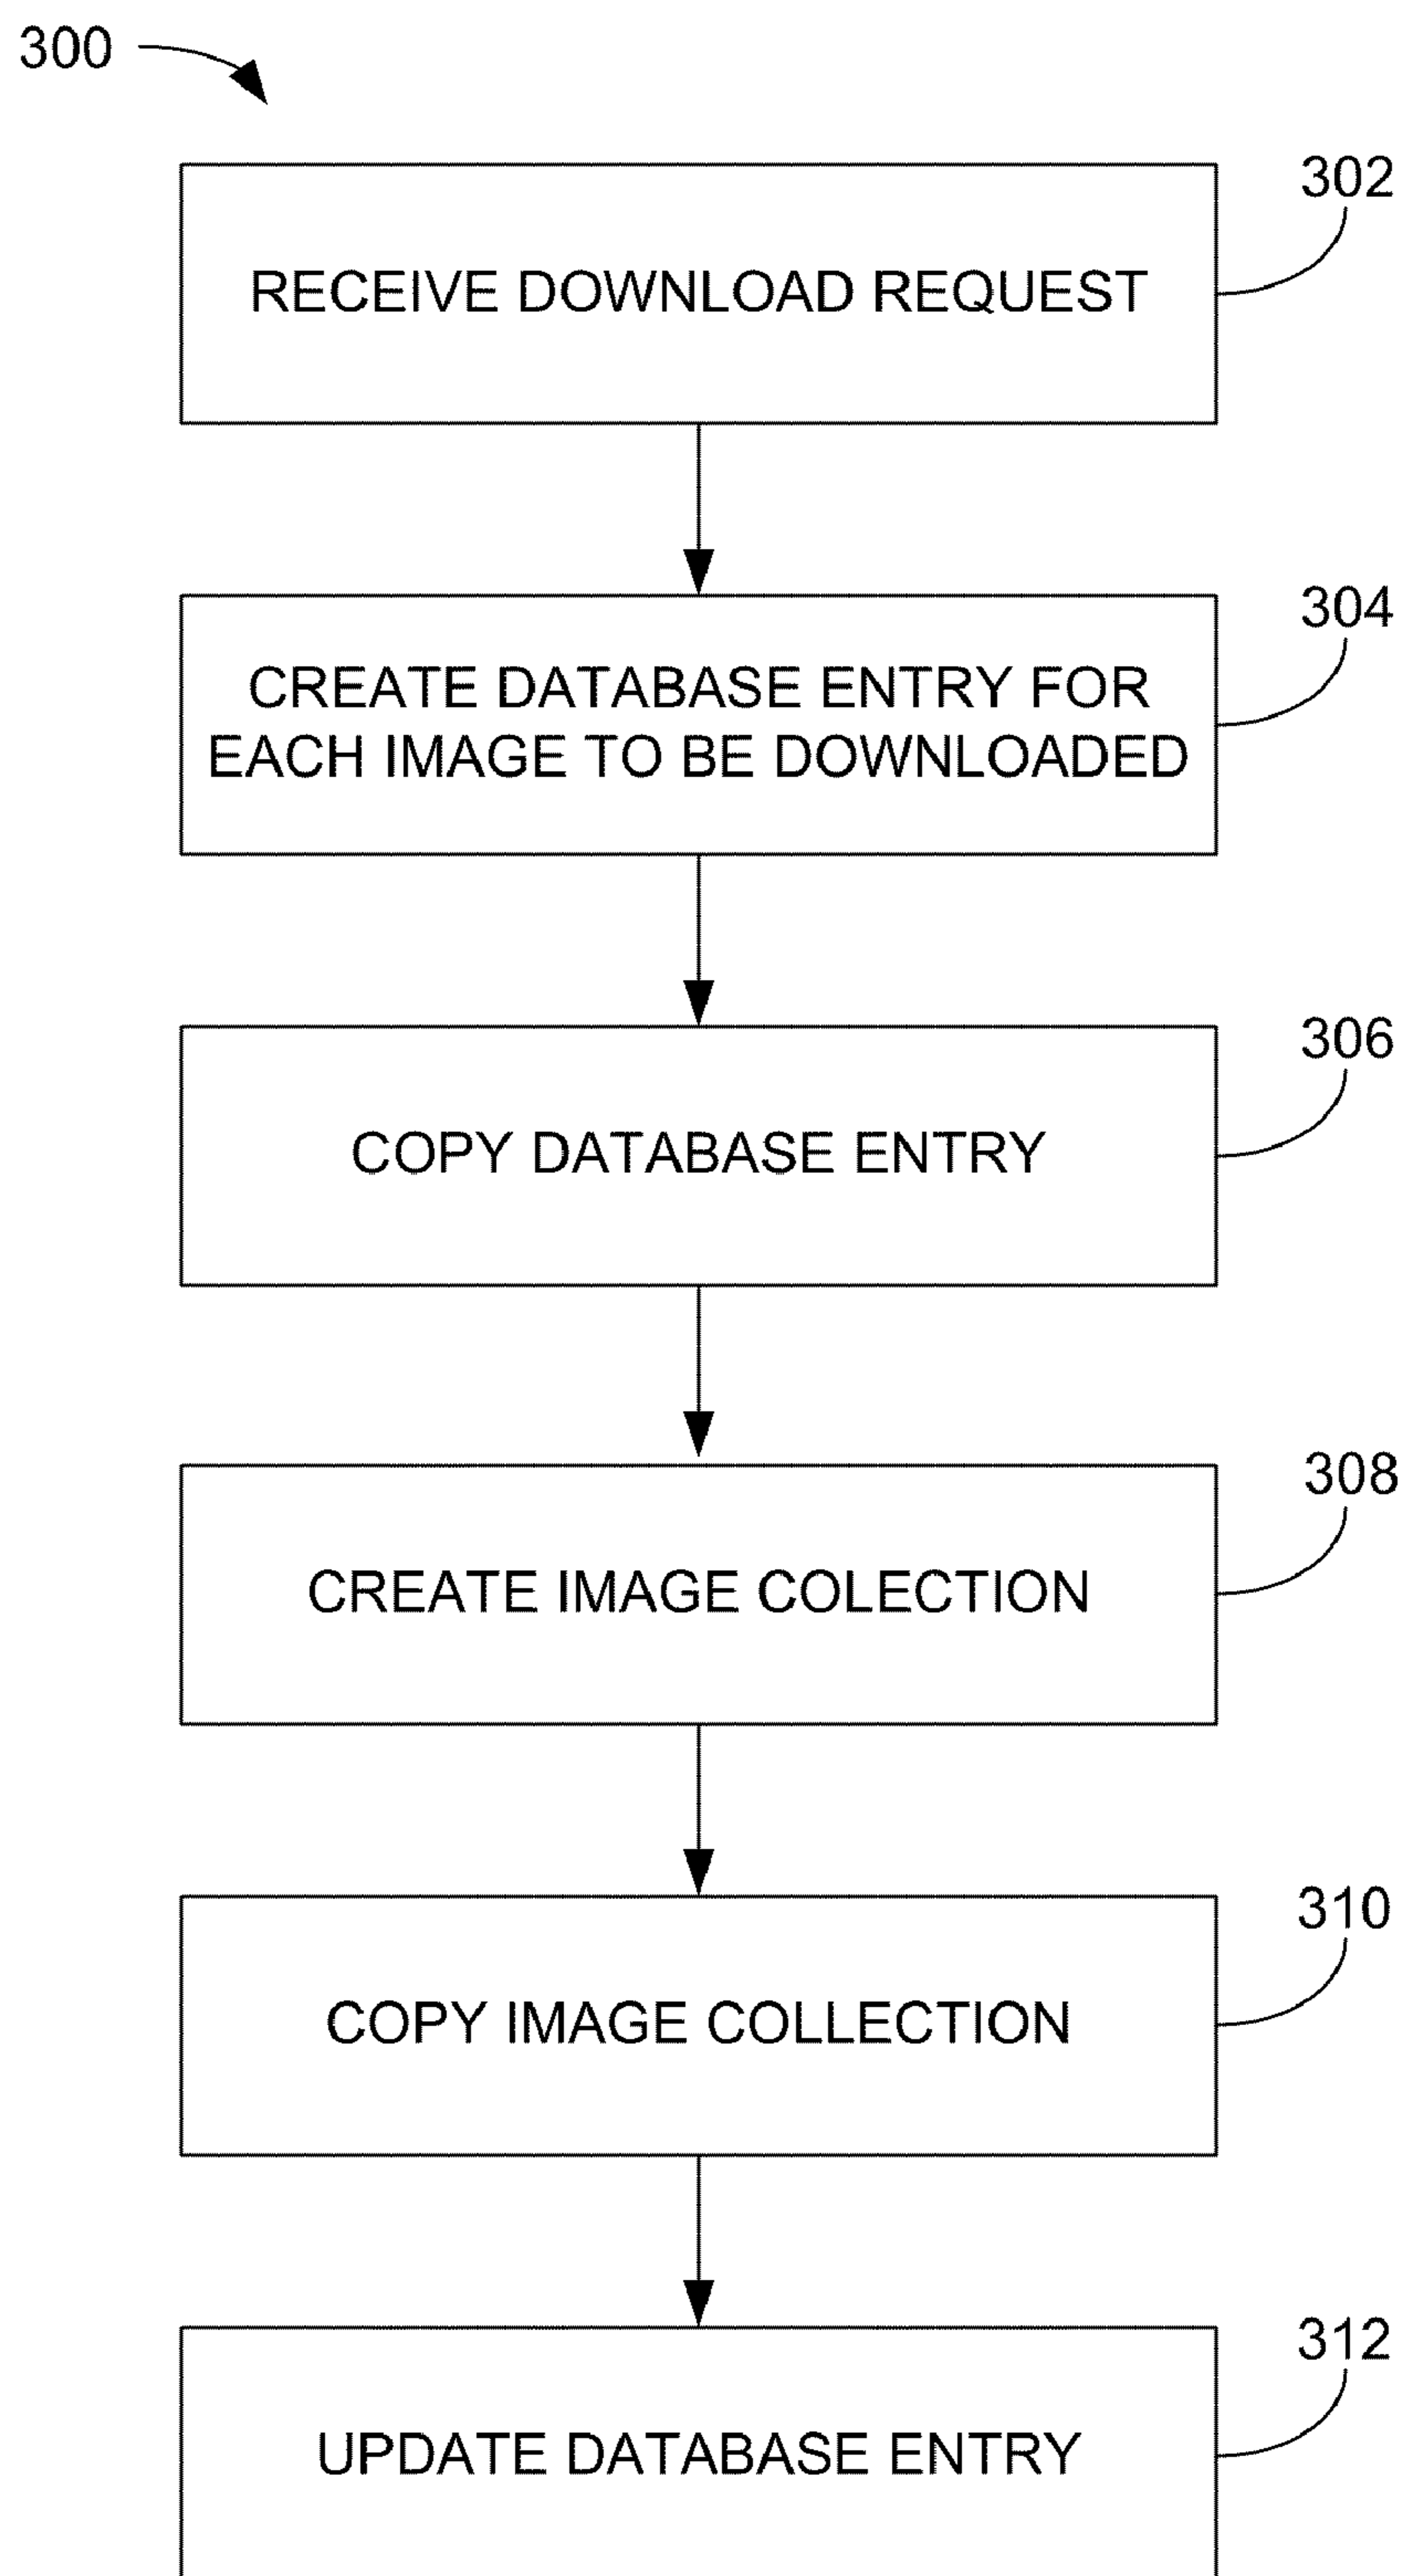 300
302
RECEIVE DOWNLOAD REQUEST
304
CREATE DATABASE ENTRY FOR
EACH IMAGE TO BE DOWNLOADED
306
COPY DATABASE ENTRY
308
CREATE IMAGE COLECTION
310
COPY IMAGE COLLECTION
312
UPDATE DATABASE ENTRY